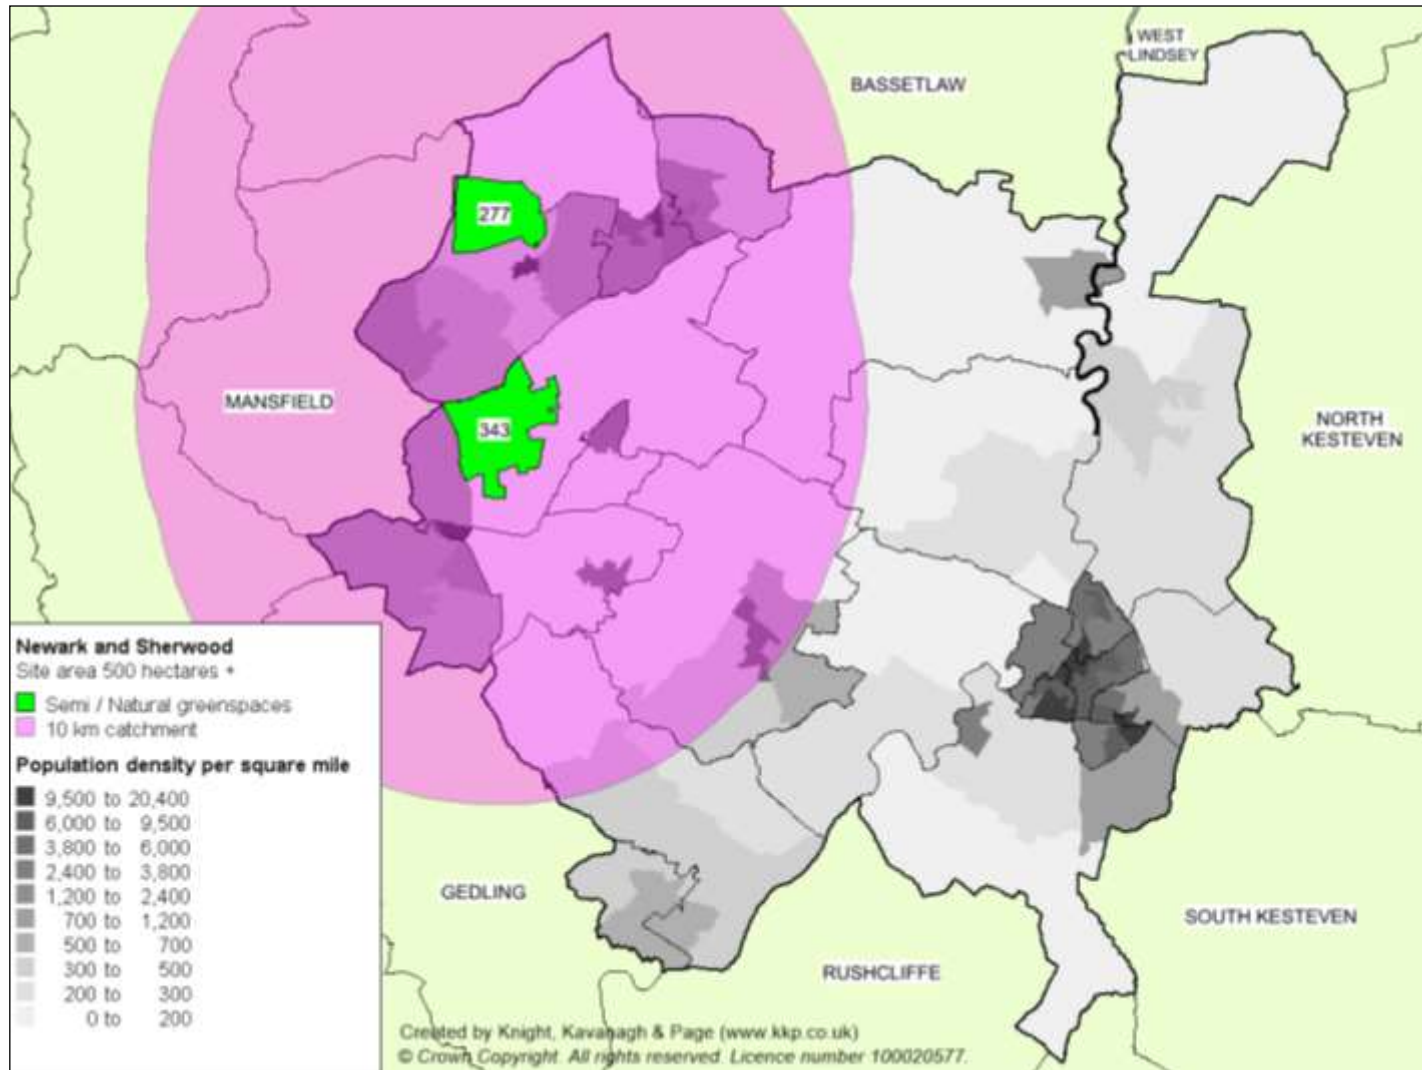 WEST
LINDSEY
BASSETLAW
277
MANSFIELD
343
NORTH
KESTEVEN
Newark and Sherwood
Site area 500 hectares +
Semi / Natural greenspaces
10 km catchment
Population density per square mile
9,500 to 20,400
6,000 to 9,500
3,800 to 6,000
2,400 to 3,800
1,200 to 2,400
700 to 1,200
500 to 700
300 to 500
200 to 300
0 to 200
GEDLING
SOUTH KESTEVEN
RUSHCLIFFE
Created by Knight, Kavanagh & Page (www.kkp.co.uk)
© Crown Copyright. All rights reserved. Licence number 100020577.